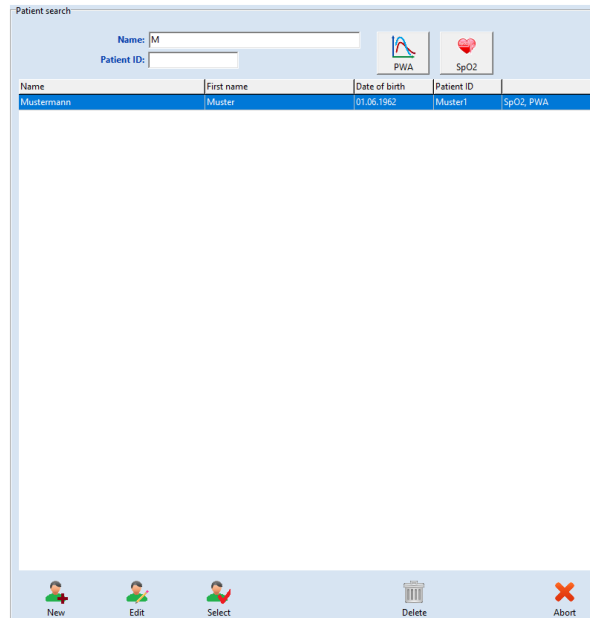 Patient search
Name: M
Patient ID:
PWA SpO2
Name First name Date of birth Patient ID
Mustermann Muster 01.06.1962 Muster1 SpO2, PWA
New Edit Select Delete Abort